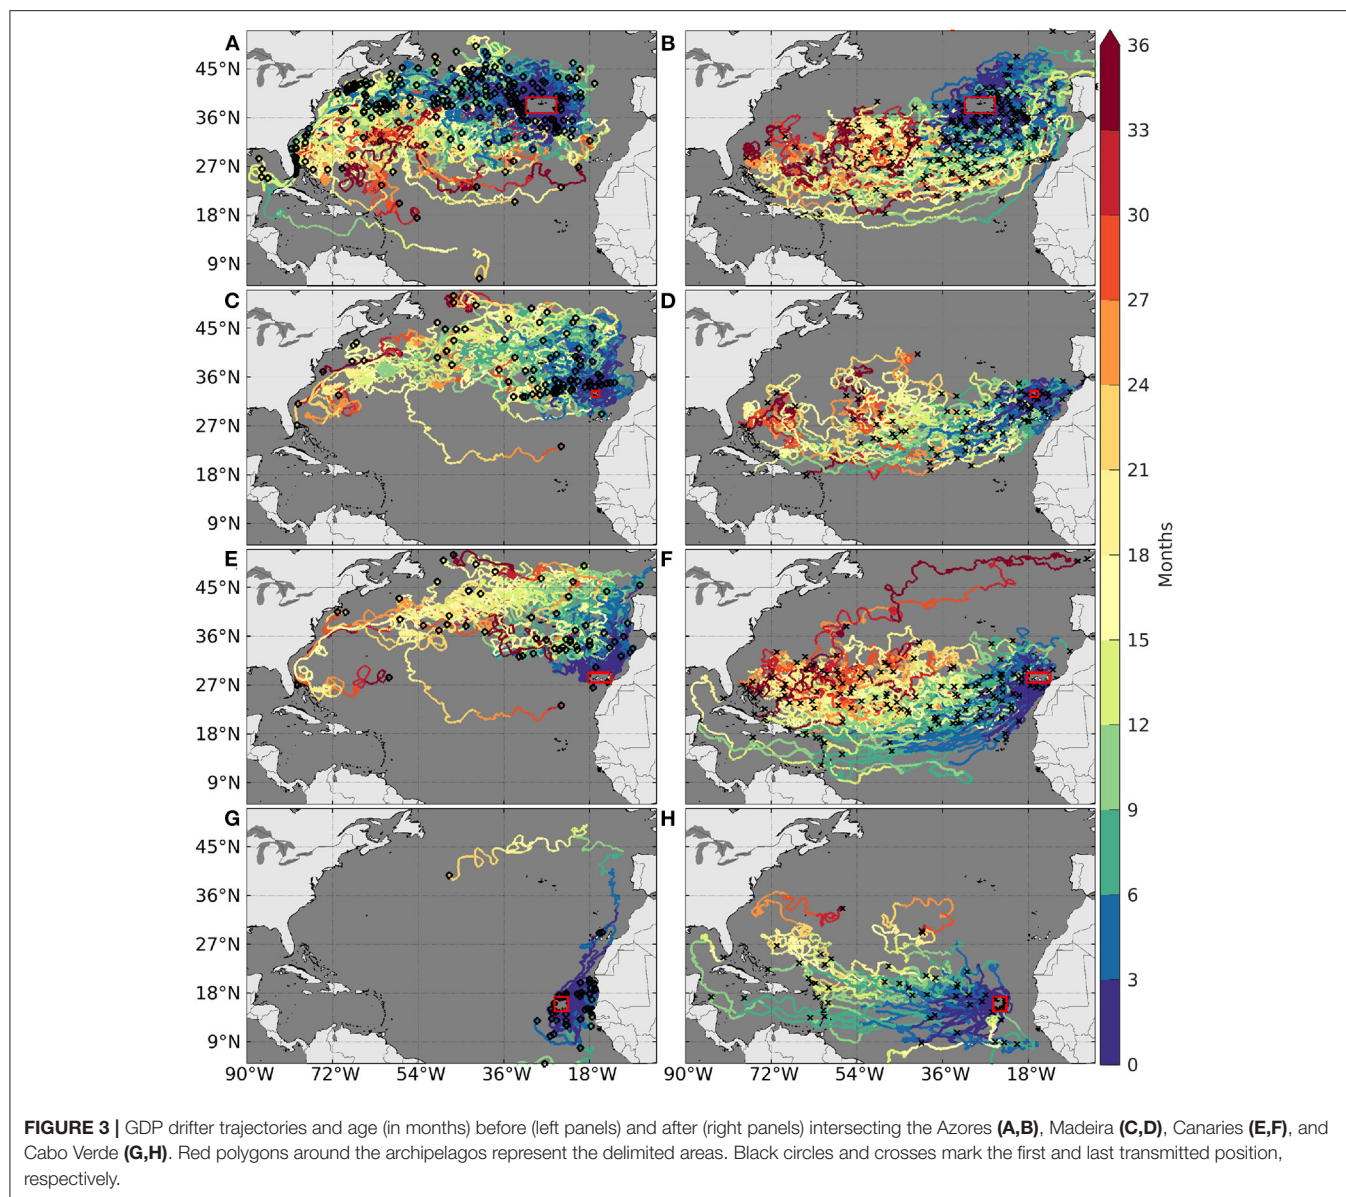 A
B
36
45°N
36°N
27°N
18°N
9°N
33
C
D
30
45°N
36°N
27°N
18°N
9°N
27
24
21
E
F
45°N
36°N
27°N
18°N
9°N
18
Months
15
12
G
H
9
45°N
36°N
27°N
18°N
9°N
6
3
0
90°W 72°W 54°W 36°W 18°W 90°W 72°W 54°W 36°W 18°W
FIGURE 3 | GDP drifter trajectories and age (in months) before (left panels) and after (right panels) intersecting the Azores (A,B), Madeira (C,D), Canaries (E,F), and
Cabo Verde (G,H). Red polygons around the archipelagos represent the delimited areas. Black circles and crosses mark the first and last transmitted position,
respectively.